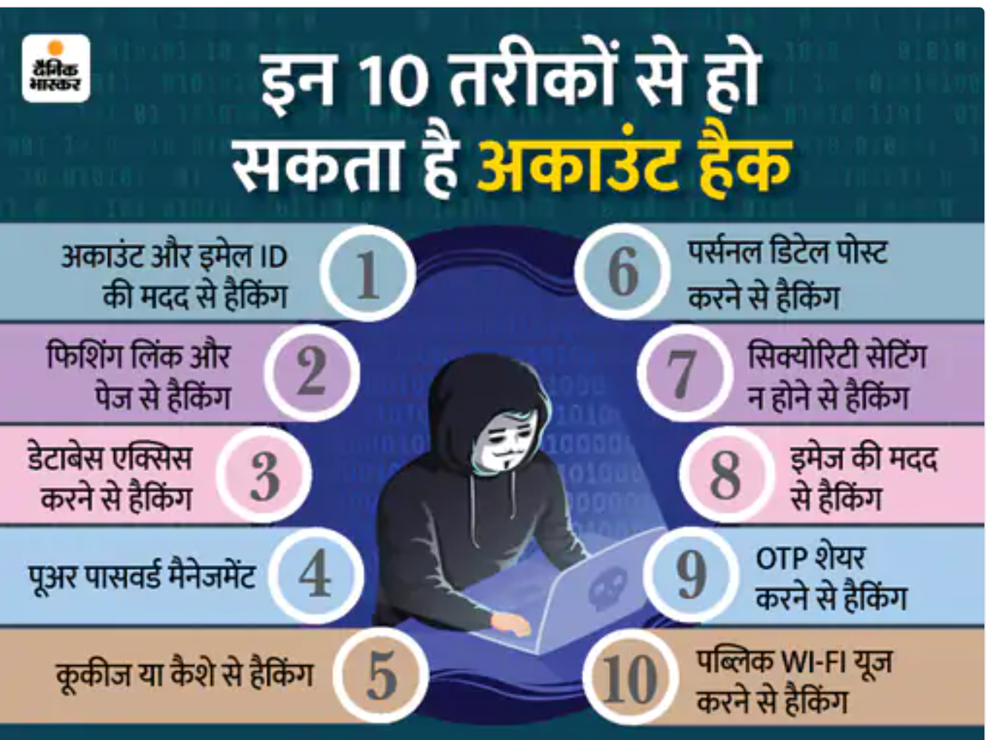 दैनिक
भास्कर
इन 10 तरीकों से हो
सकता है अकाउंट हैक
1
अकाउंट और इमेल ID
की मदद से हैकिंग
2
फिशिंग लिंक और
पेज से हैकिंग
3
डेटाबेस एक्सिस
करने से हैकिंग
4
पूअर पासवर्ड मैनेजमेंट
5
कूकीज या कैशे से हैकिंग
6
पर्सनल डिटेल पोस्ट
करने से हैकिंग
7
सिक्योरिटी सेटिंग
न होने से हैकिंग
8
इमेज की मदद
से हैकिंग
9
OTP शेयर
करने से हैकिंग
10
पब्लिक WI-FI यूज
करने से हैकिंग